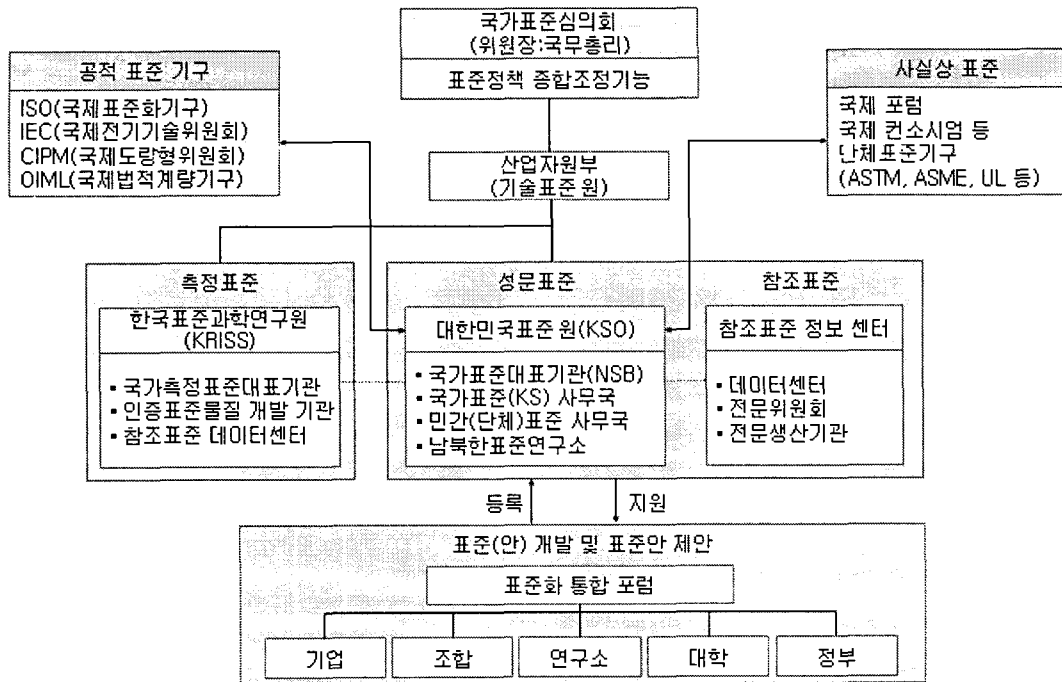 국가표준심의회
(위원장:국무총리)
표준정책 종합조정기능
공적 표준 기구
ISO(국제표준화기구)
IEC(국제전기기술위원회)
CIPM(국제도량형위원회)
OIML(국제법적계량기구)
사실상 표준
국제 포럼
국제 컨소시엄 등
단체표준기구
(ASTM, ASME, UL 등)
산업자원부
(기술표준원)
측정표준
한국표준과학연구원
(KRISS)
▪ 국가측정표준대표기관
▪ 인증표준물질 개발 기관
▪ 참조표준 데이터센터
성문표준
대한민국표준원(KSO)
▪ 국가표준대표기관(NSB)
▪ 국가표준(KS) 사무국
▪ 민간(단체)표준 사무국
▪ 남북한표준연구소
참조표준
참조표준 정보 센터
▪ 데이터센터
▪ 전문위원회
▪ 전문생산기관
등록
지원
표준(안) 개발 및 표준안 제안
표준화 통합 포럼
기업
조합
연구소
대학
정부